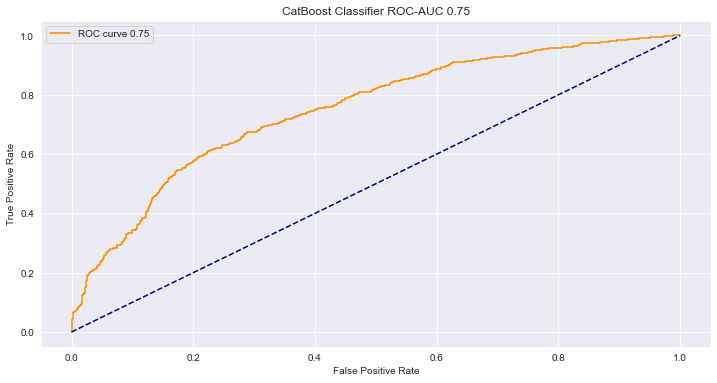 CatBoost Classifier ROC-AUC 0.75
ROC curve 0.75
True Positive Rate
1.0
0.8
0.6
0.4
0.2
0.0
0.0 0.2 0.4 0.6 0.8 1.0
False Positive Rate